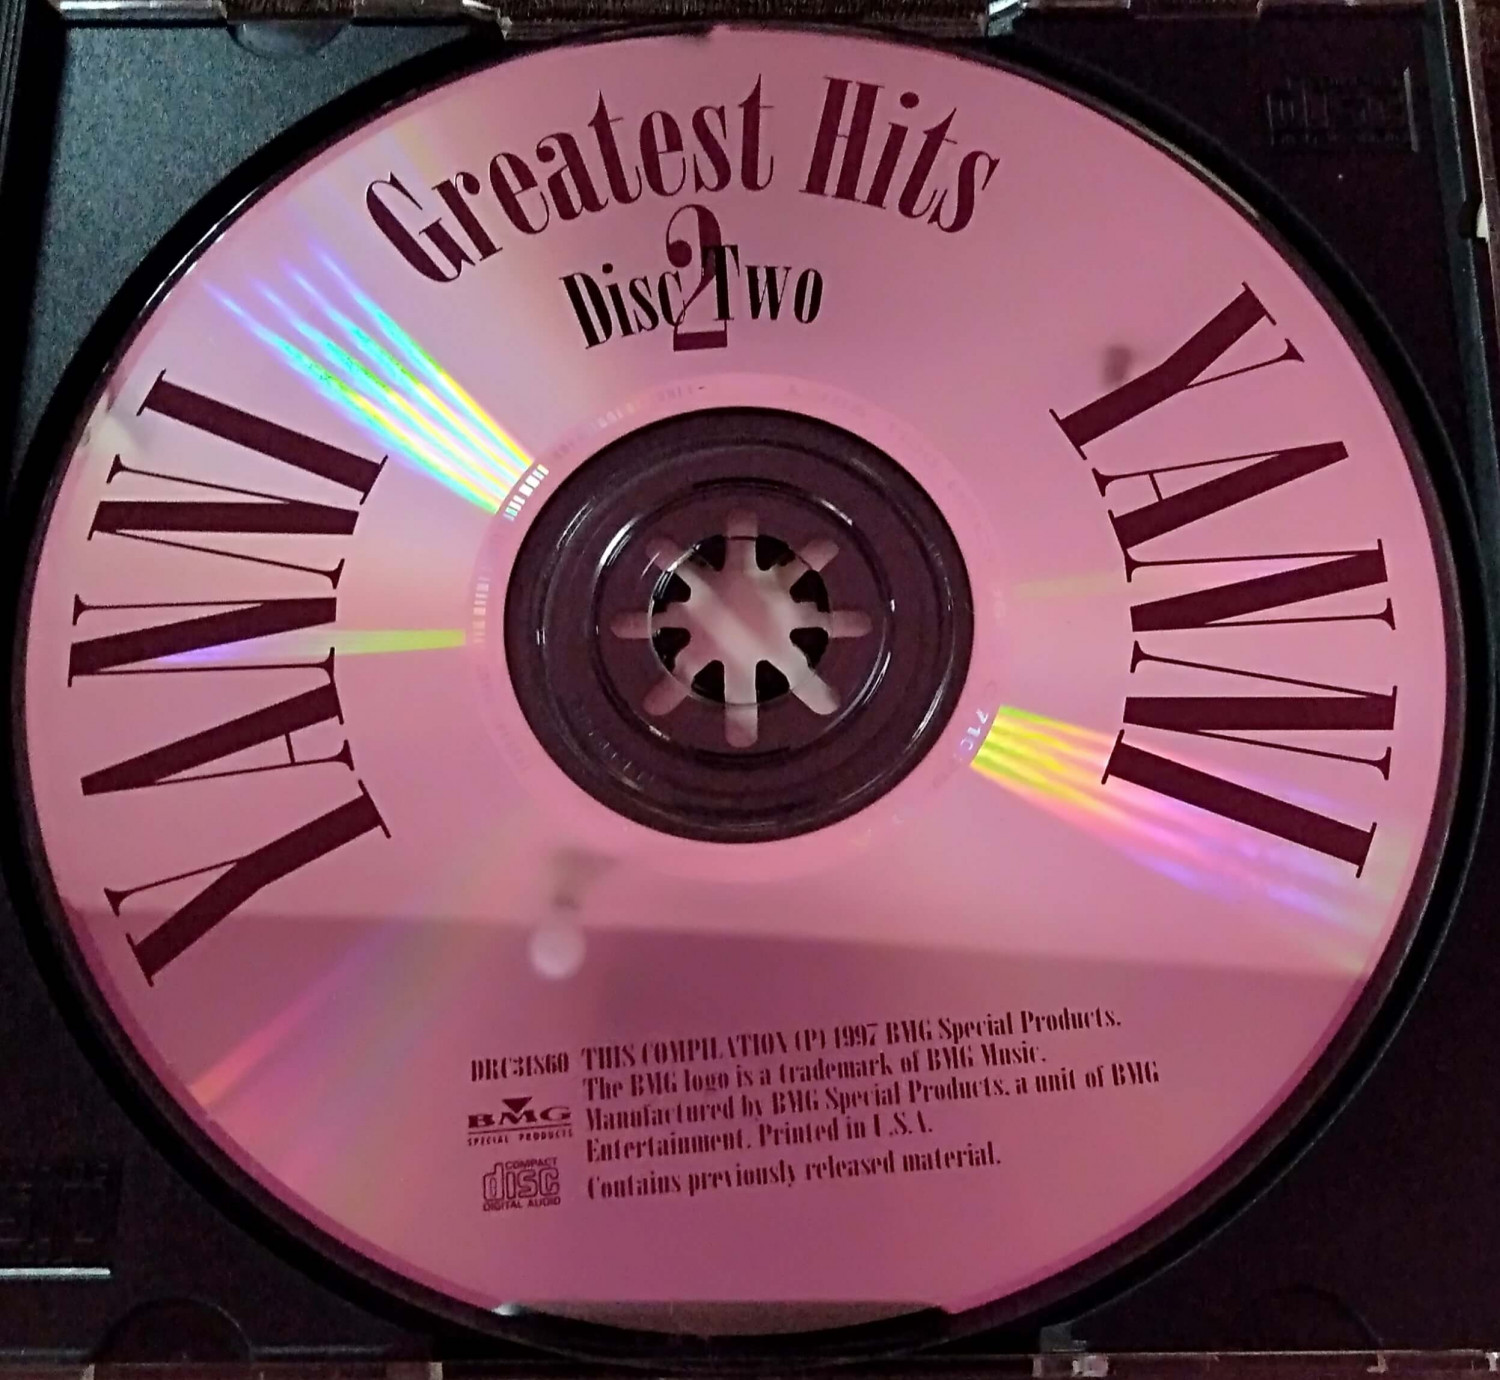 Greatest Hits
2
Disc Two
YANNI
YANNI
DRC31860
THIS COMPILATION (P) 1997 BMG Special Products.
The BMG logo is a trademark of BMG Music.
Manufactured by BMG Special Products, a unit of BMG
Entertainment. Printed in U.S.A.
Contains previously released material.
BMG
SPECIAL PRODUCTS
COMPACT
disc
DIGITAL AUDIO